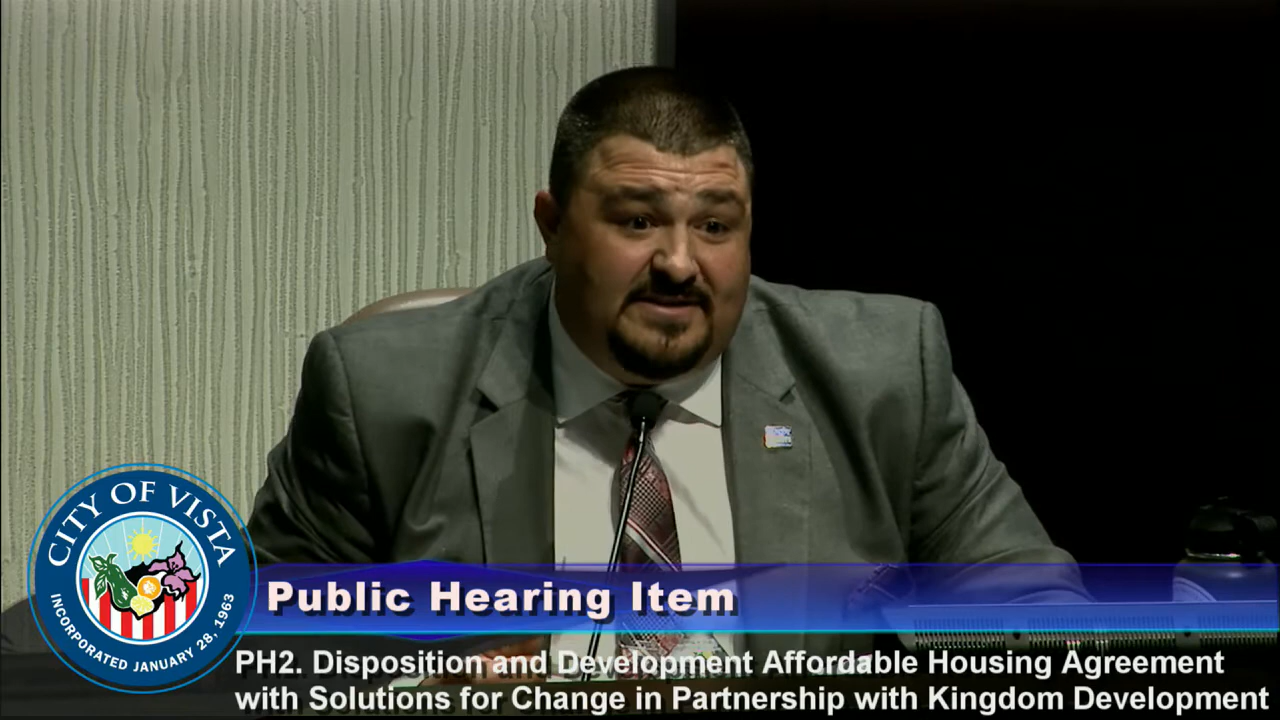 CITY OF VISTA
INCORPORATED JANUARY 28, 1963
Public Hearing Item
PH2. Disposition and Development Affordable Housing Agreement
with Solutions for Change in Partnership with Kingdom Development